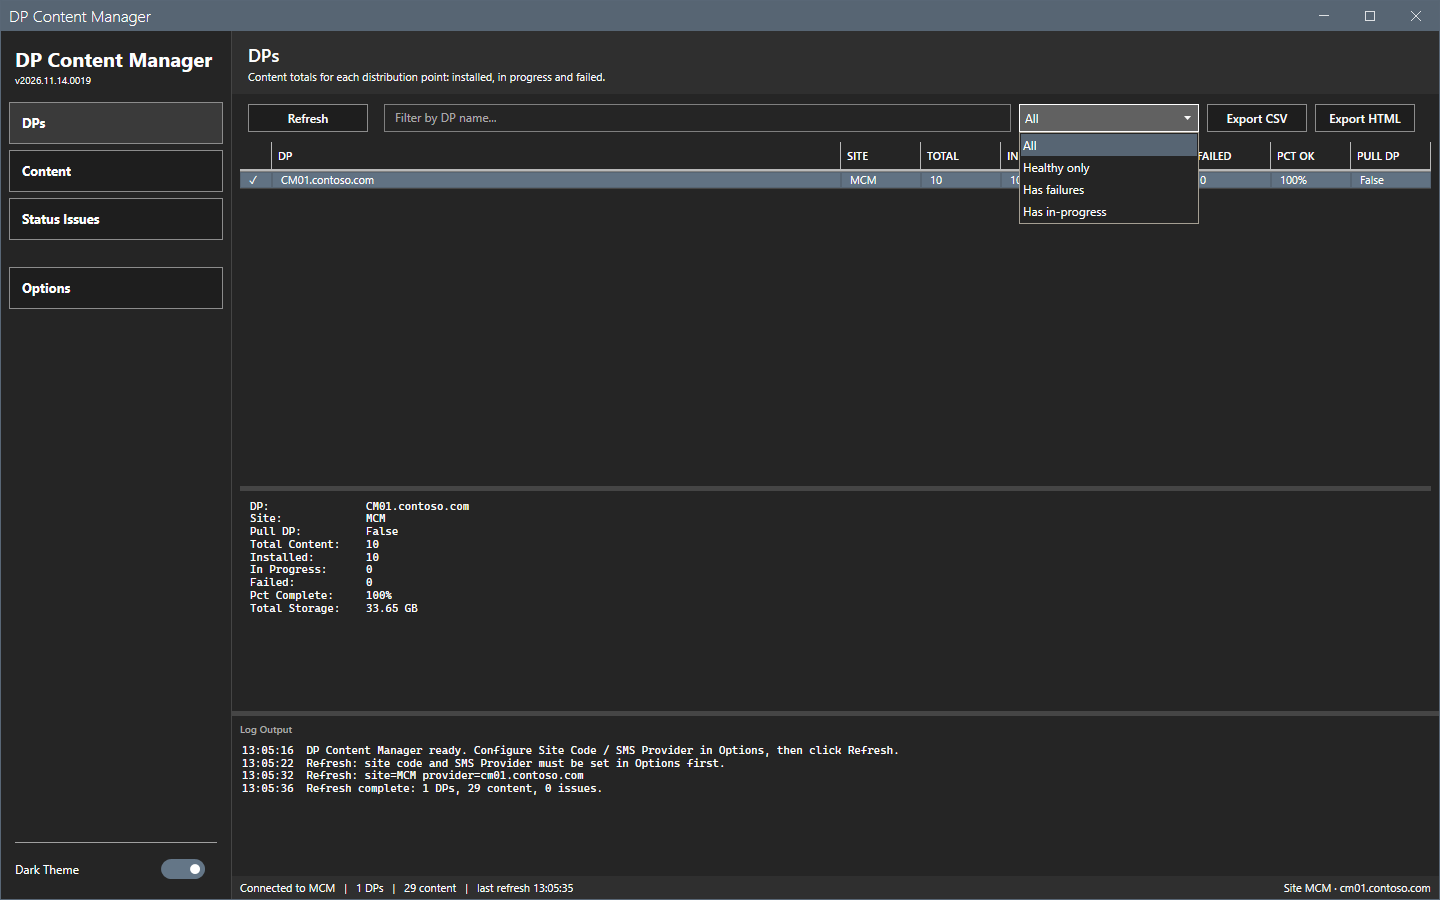 DP Content Manager
DP Content Manager
v2026.11.14.0019
DPs
Content
Status Issues
Options
Dark Theme
DPs
Content totals for each distribution point: installed, in progress and failed.
Refresh
Filter by DP name...
All
Export CSV
Export HTML
All
Healthy only
Has failures
Has in-progress
DP SITE TOTAL IN FAILED PCT OK PULL DP
✓ CM01.contoso.com MCM 10 10 0 100% False
DP: CM01.contoso.com
Site: MCM
Pull DP: False
Total Content: 10
Installed: 10
In Progress: 0
Failed: 0
Pct Complete: 100%
Total Storage: 33.65 GB
Log Output
13:05:16 DP Content Manager ready. Configure Site Code / SMS Provider in Options, then click Refresh.
13:05:22 Refresh: site code and SMS Provider must be set in Options first.
13:05:32 Refresh: site=MCM provider=cm01.contoso.com
13:05:36 Refresh complete: 1 DPs, 29 content, 0 issues.
Connected to MCM | 1 DPs | 29 content | last refresh 13:05:35
Site MCM · cm01.contoso.com